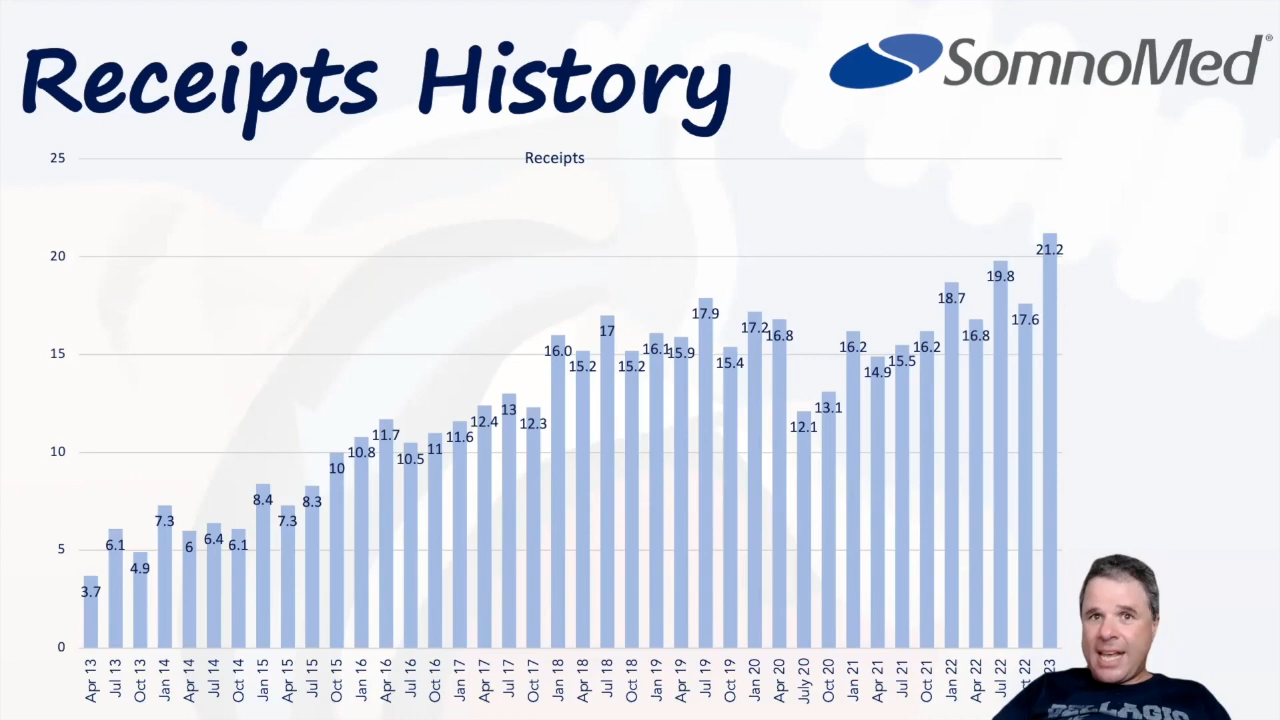 Receipts History
SomnoMed®
Receipts
25
20
15
10
5
0
3.7
6.1
4.9
7.3
6
6.4
6.1
8.4
7.3
8.3
10
10.8
11.7
10.5
11
11.6
12.4
13
12.3
16.0
15.2
17
15.2
16.1
15.9
17.9
15.4
17.2
16.8
12.1
13.1
16.2
14.9
15.5
16.2
18.7
16.8
19.8
17.6
21.2
Apr 13
Jul 13
Oct 13
Jan 14
Apr 14
Jul 14
Oct 14
Jan 15
Apr 15
Jul 15
Oct 15
Jan 16
Apr 16
Jul 16
Oct 16
Jan 17
Apr 17
Jul 17
Oct 17
Jan 18
Apr 18
Jul 18
Oct 18
Jan 19
Apr 19
Jul 19
Oct 19
Jan 20
Apr 20
July 20
Oct 20
Jan 21
Apr 21
Jul 21
Oct 21
Jan 22
Apr 22
Jul 22
ct 22
23
BELLAGIO